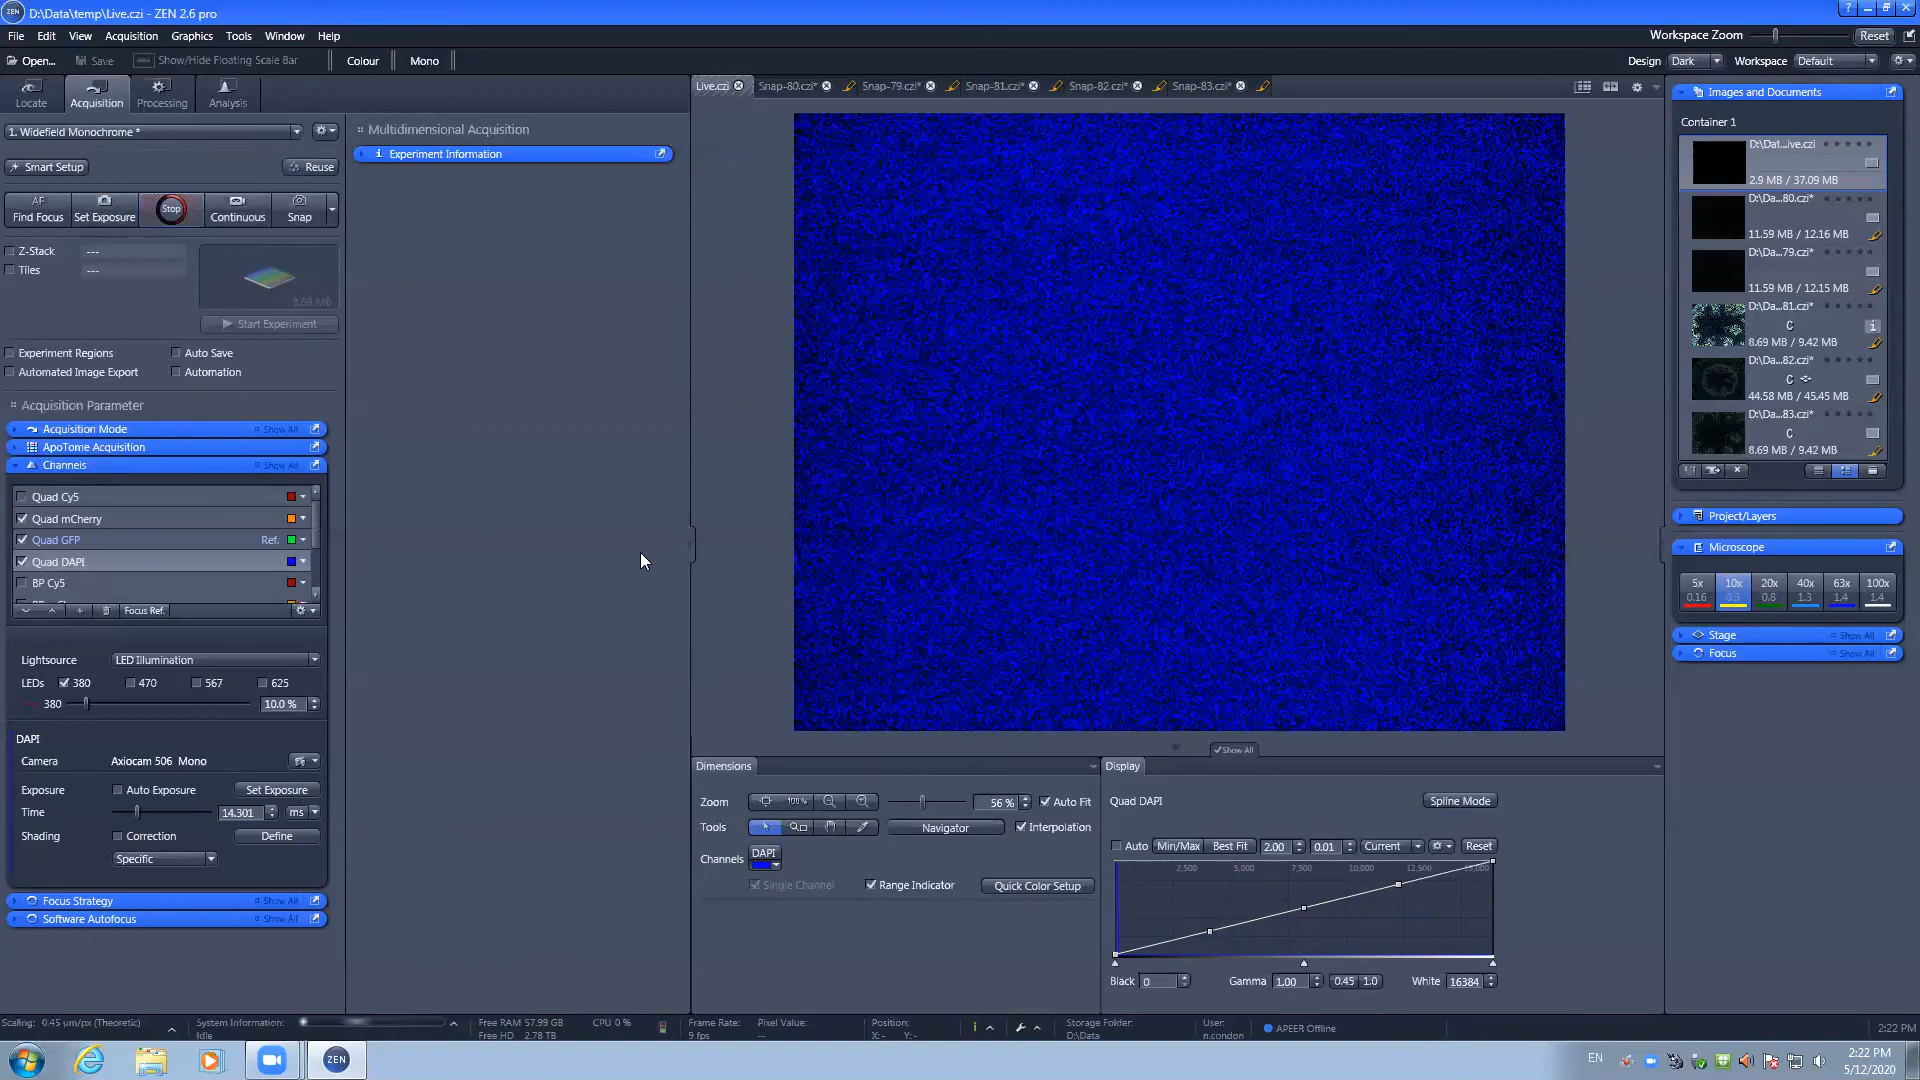 D:\Data\temp\Live.czi - ZEN 2.6 pro
File Edit View Acquisition Graphics Tools Window Help
Workspace Zoom Reset
Open... Save Show/Hide Floating Scale Bar Colour Mono
Design Dark Workspace Default
Locate Acquisition Processing Analysis
Live.czi Snap-80.czi* Snap-79.czi* Snap-81.czi* Snap-82.czi* Snap-83.czi*
1. Widefield Monochrome *
Smart Setup Reuse
AF
Find Focus Set Exposure Stop Continuous Snap
Z-Stack ---
Tiles ---
8.69 MB
Start Experiment
Experiment Regions Auto Save
Automated Image Export Automation
Acquisition Parameter
Acquisition Mode Show All
ApoTome Acquisition
Channels Show All
Quad Cy5
Quad mCherry
Quad GFP Ref.
Quad DAPI
BP Cy5
Focus Ref.
Lightsource LED Illumination
LEDs 380 470 567 625
380 10.0 %
DAPI
Camera Axiocam 506 Mono
Exposure Auto Exposure Set Exposure
Time 14.301 ms
Shading Correction Define
Specific
Focus Strategy Show All
Software Autofocus Show All
Multidimensional Acquisition
Experiment Information
Show All
Dimensions
Zoom 100% 56 % Auto Fit
Tools Navigator Interpolation
Channels DAPI
Single Channel Range Indicator Quick Color Setup
Display
Quad DAPI Spline Mode
Auto Min/Max Best Fit 2.00 0.01 Current Reset
2,500 5,000 7,500 10,000 12,500 15,000
Black 0 Gamma 1.00 0.45 1.0 White 16384
Images and Documents
Container 1
D:\Dat...ive.czi
2.9 MB / 37.09 MB
D:\Da...80.czi*
11.59 MB / 12.16 MB
D:\Da...79.czi*
11.59 MB / 12.15 MB
D:\Da...81.czi*
C
8.69 MB / 9.42 MB
D:\Da...82.czi*
C
44.58 MB / 45.45 MB
D:\Da...83.czi*
C
8.69 MB / 9.42 MB
Project/Layers
Microscope
5x 10x 20x 40x 63x 100x
0.16 0.3 0.8 1.3 1.4 1.4
Stage Show All
Focus Show All
Scaling: 0.45 µm/px (Theoretic) System Information: Idle Free RAM 57.99 GB Free HD 2.78 TB CPU 0 % Frame Rate: 9 fps Pixel Value: -- Position: X:- Y:- Storage Folder: D:\Data User: n.condon APEER Offline 2:22 PM
ZEN
EN
2:22 PM
5/12/2020